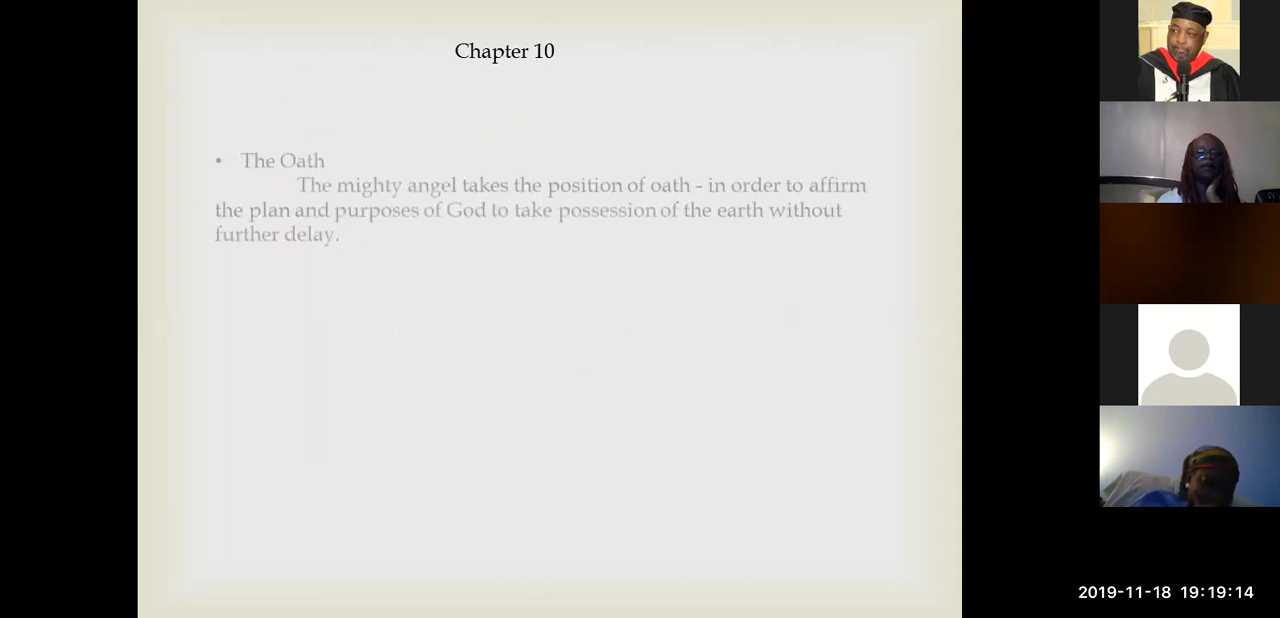 Chapter 10
• The Oath
The mighty angel takes the position of oath - in order to affirm
the plan and purposes of God to take possession of the earth without
further delay.
2019-11-18 19:19:14